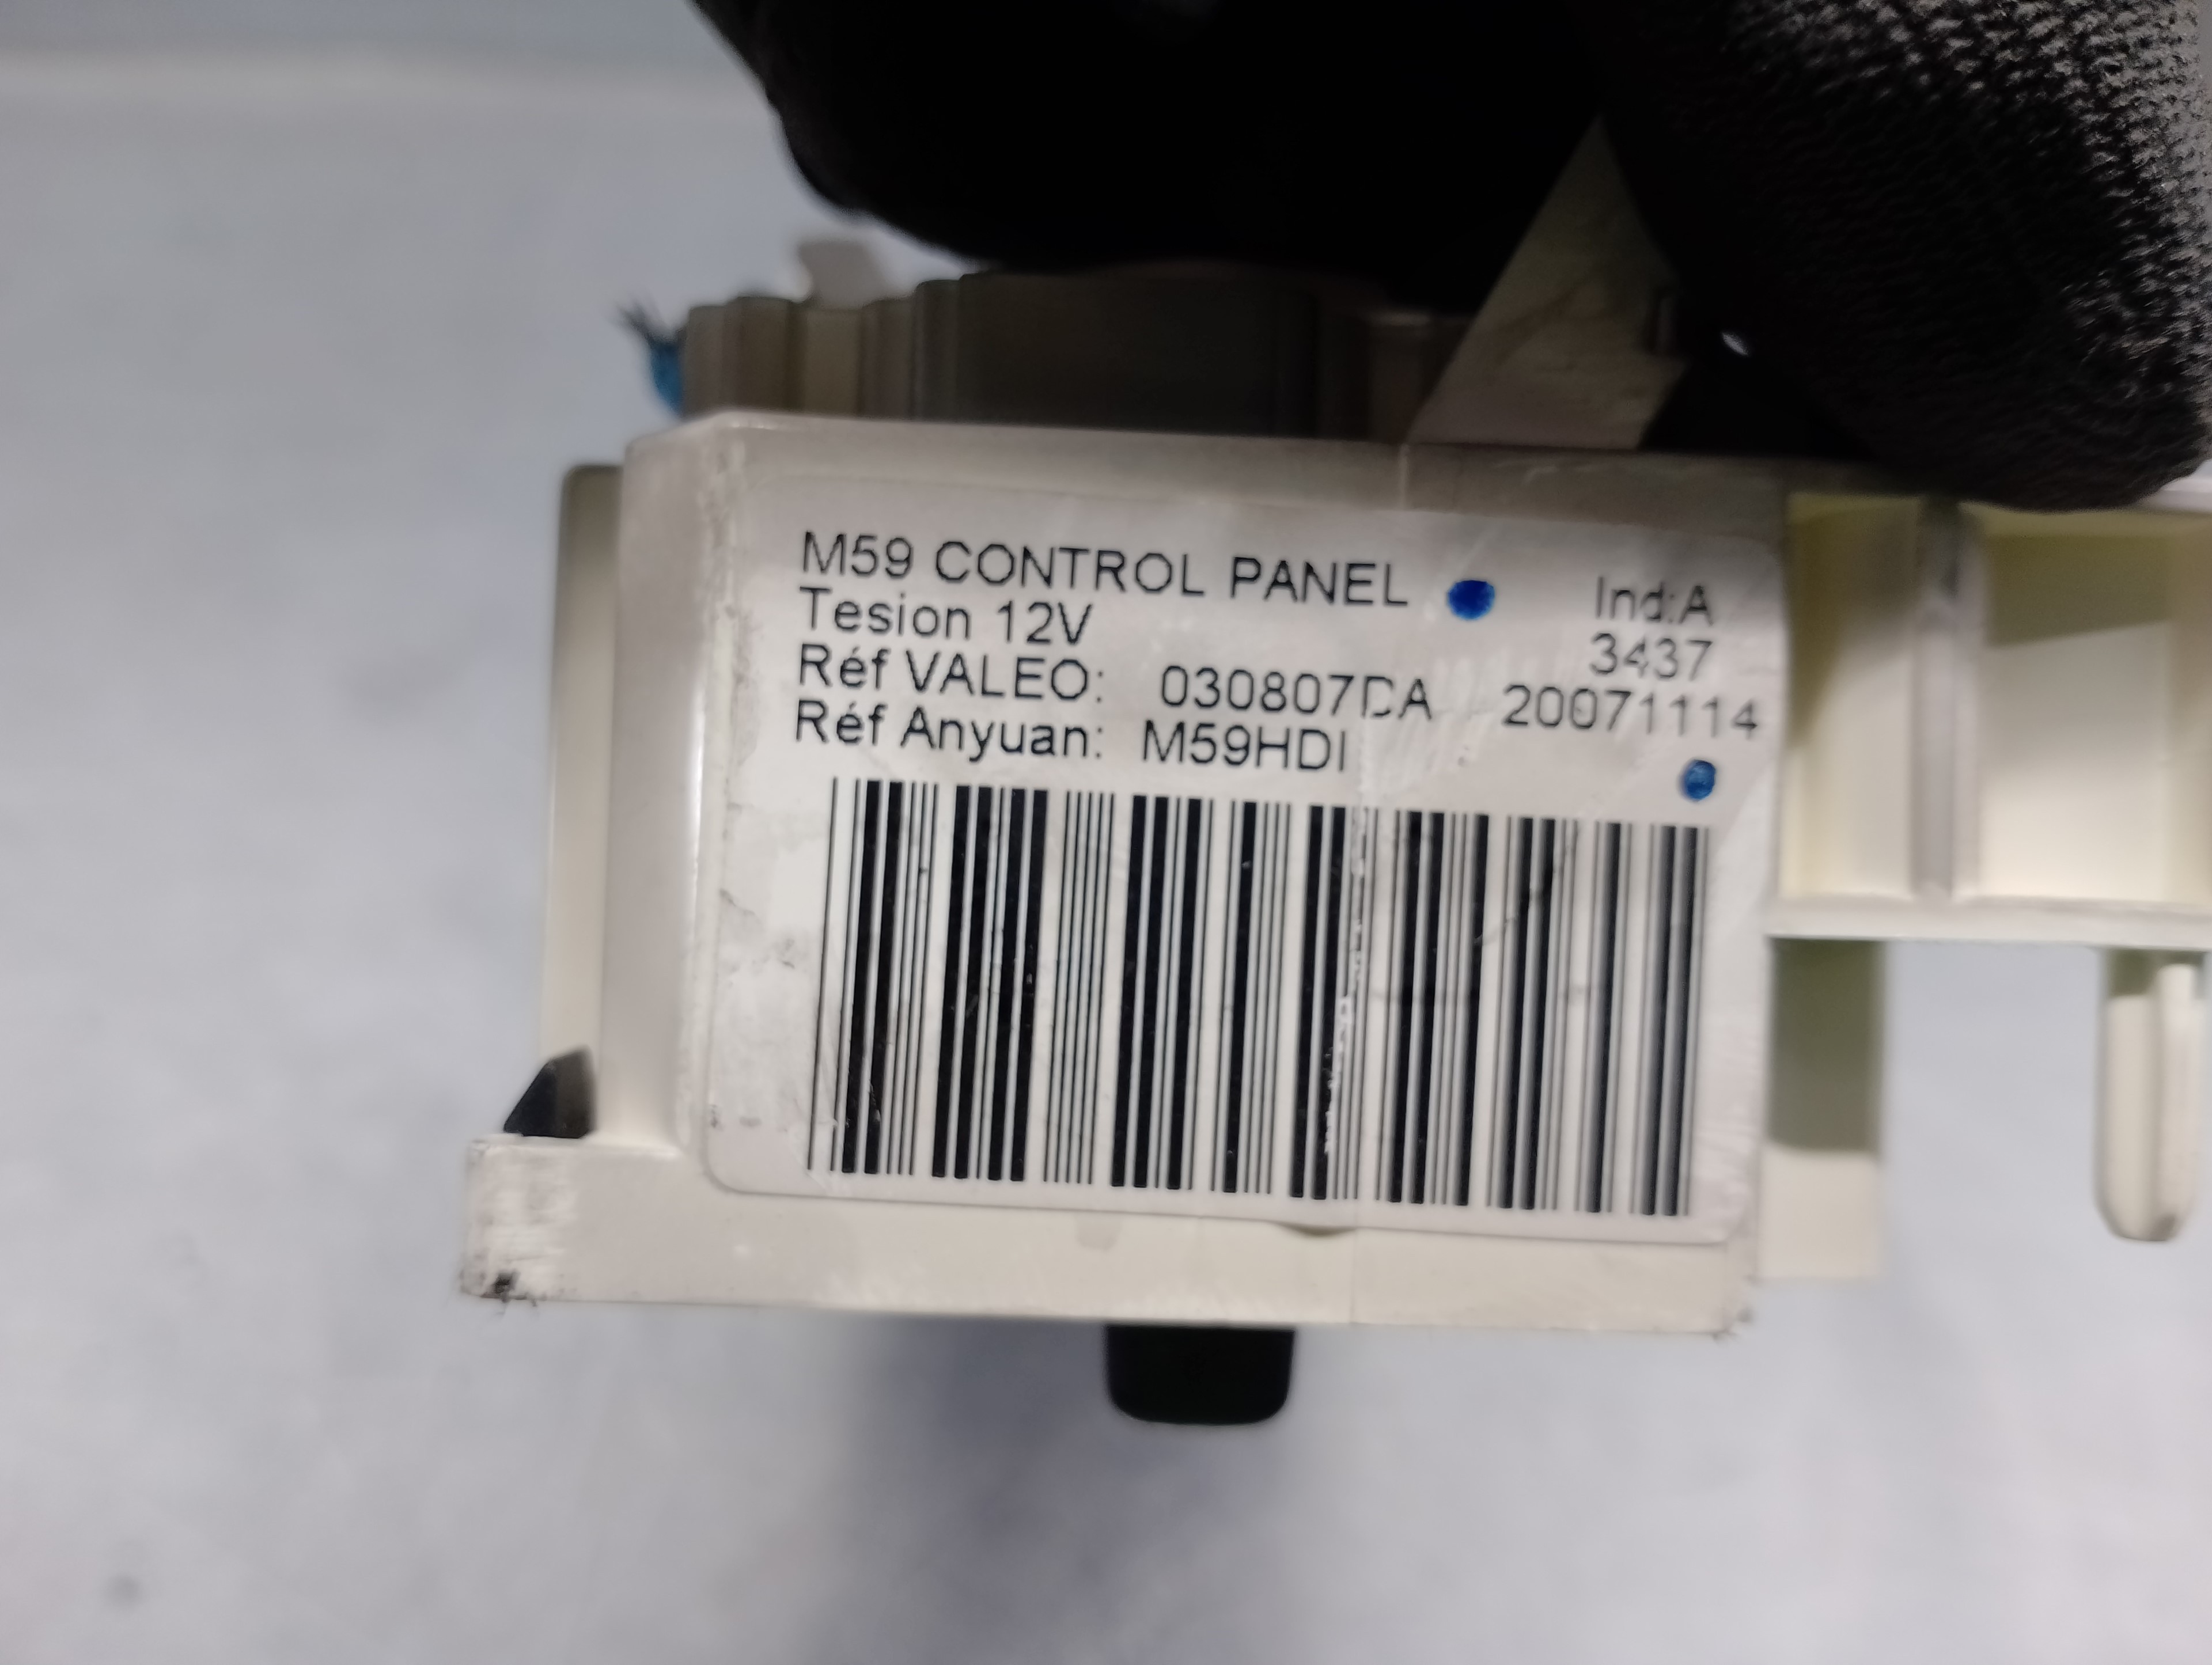 M59 CONTROL PANEL Ind:A
Tesion 12V 3437
Réf VALEO: 030807DA 20071114
Réf Anyuan: M59HDI